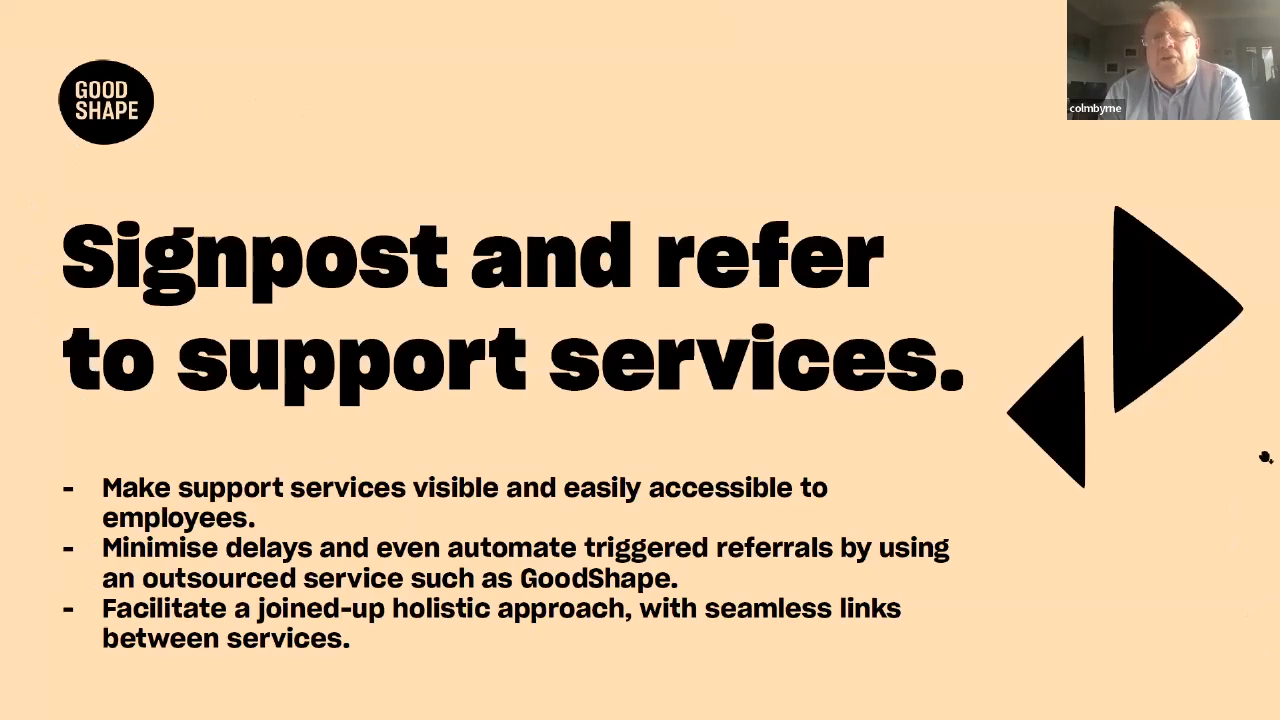 GOOD
SHAPE
colmbyrne
Signpost and refer
to support services.
- Make support services visible and easily accessible to
employees.
- Minimise delays and even automate triggered referrals by using
an outsourced service such as GoodShape.
- Facilitate a joined-up holistic approach, with seamless links
between services.